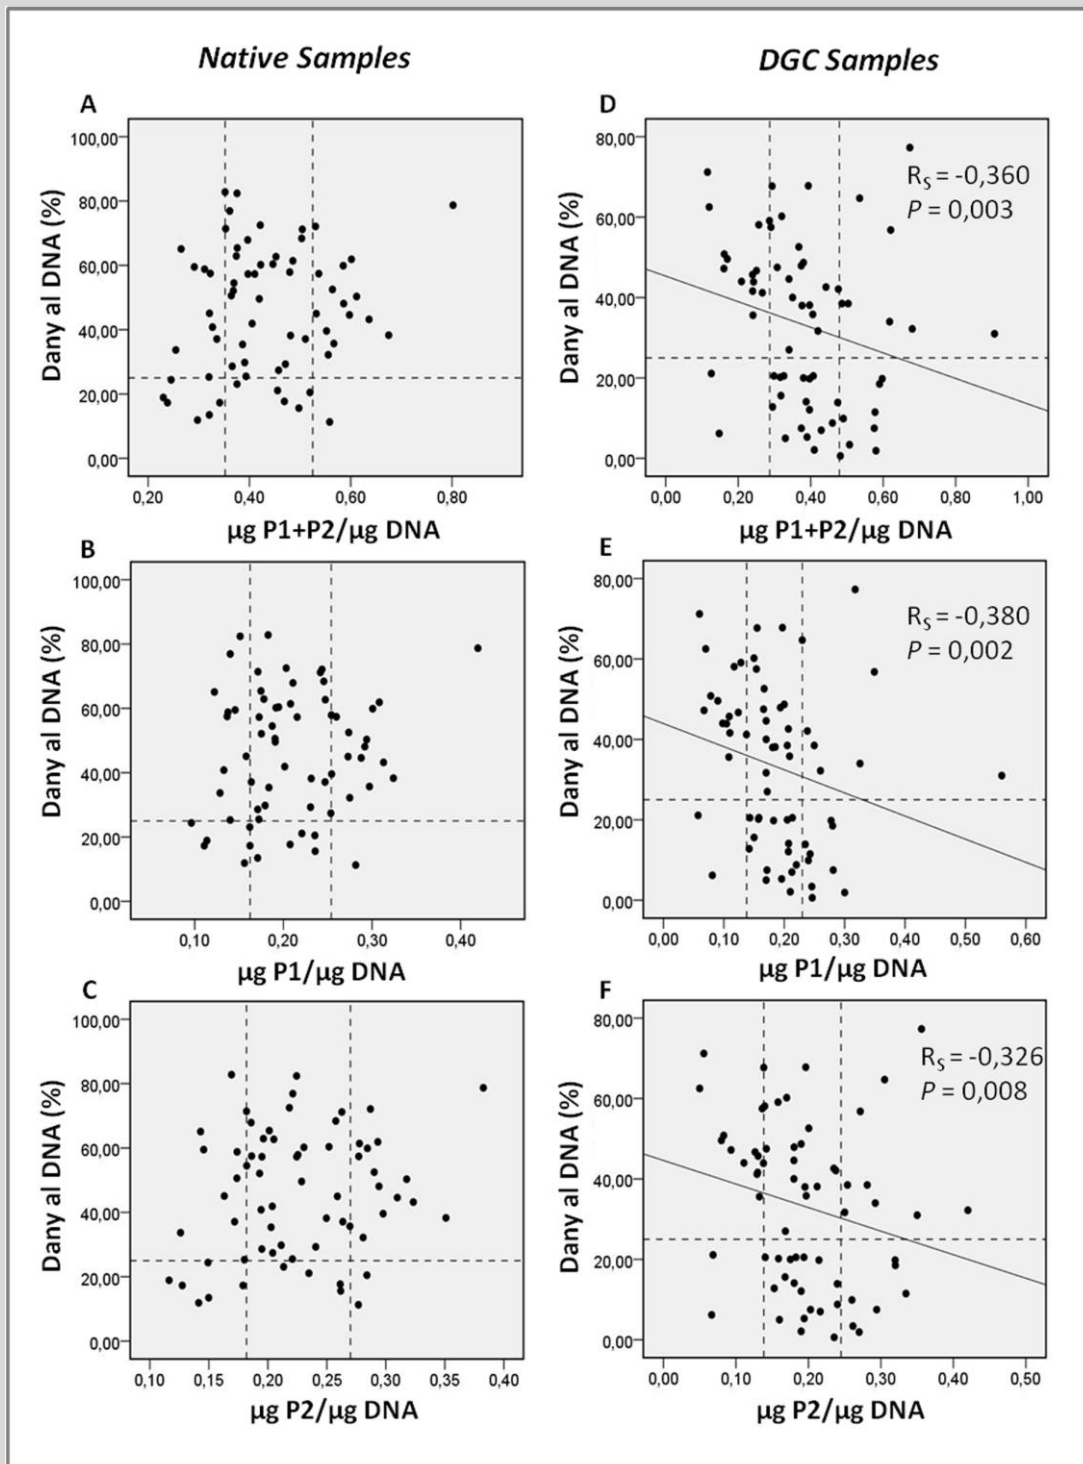 Native Samples
DGC Samples
A
100,00
80,00
60,00
40,00
20,00
0,00
Dany al DNA (%)
0,20 0,40 0,60 0,80
µg P1+P2/µg DNA
D
80,00
60,00
40,00
20,00
0,00
Dany al DNA (%)
RS = -0,360
P = 0,003
0,00 0,20 0,40 0,60 0,80 1,00
µg P1+P2/µg DNA
B
100,00
80,00
60,00
40,00
20,00
0,00
Dany al DNA (%)
0,10 0,20 0,30 0,40
µg P1/µg DNA
E
80,00
60,00
40,00
20,00
0,00
Dany al DNA (%)
RS = -0,380
P = 0,002
0,00 0,10 0,20 0,30 0,40 0,50 0,60
µg P1/µg DNA
C
100,00
80,00
60,00
40,00
20,00
0,00
Dany al DNA (%)
0,10 0,15 0,20 0,25 0,30 0,35 0,40
µg P2/µg DNA
F
80,00
60,00
40,00
20,00
0,00
Dany al DNA (%)
RS = -0,326
P = 0,008
0,00 0,10 0,20 0,30 0,40 0,50
µg P2/µg DNA